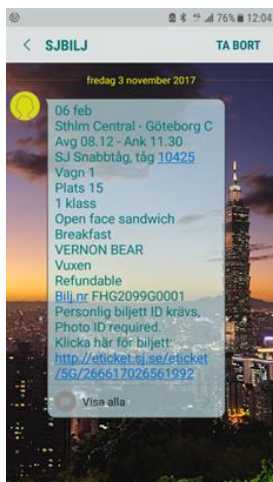 76% 12:04
SJBILJ TA BORT
fredag 3 november 2017
06 feb
Sthlm Central - Göteborg C
Avg 08.12 - Ank 11.30
SJ Snabbtåg, tåg 10425
Vagn 1
Plats 15
1 klass
Open face sandwich
Breakfast
VERNON BEAR
Vuxen
Refundable
Bilj.nr FHG2099G0001
Personlig biljett ID krävs,
Photo ID required.
Klicka här för biljett:
http://eticket.sj.se/eticket
/5G/266617026561992
Visa alla
11:54